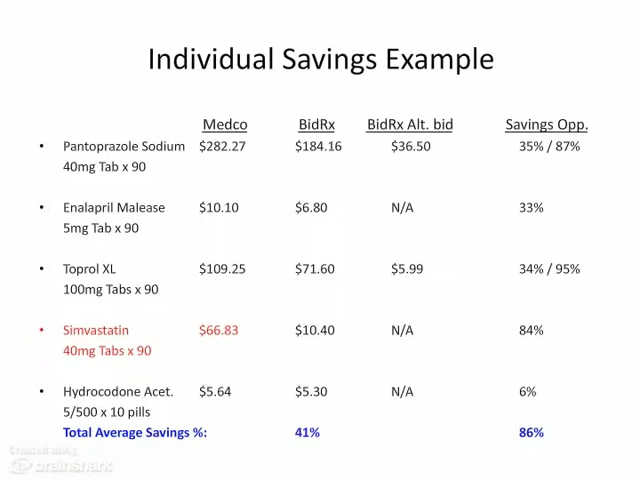 Individual Savings Example
Medco BidRx BidRx Alt. bid Savings Opp.
• Pantoprazole Sodium $282.27 $184.16 $36.50 35% / 87%
40mg Tab x 90
• Enalapril Malease $10.10 $6.80 N/A 33%
5mg Tab x 90
• Toprol XL $109.25 $71.60 $5.99 34% / 95%
100mg Tabs x 90
• Simvastatin $66.83 $10.40 N/A 84%
40mg Tabs x 90
• Hydrocodone Acet. $5.64 $5.30 N/A 6%
5/500 x 10 pills
Total Average Savings %: 41% 86%
Created using
brainshark